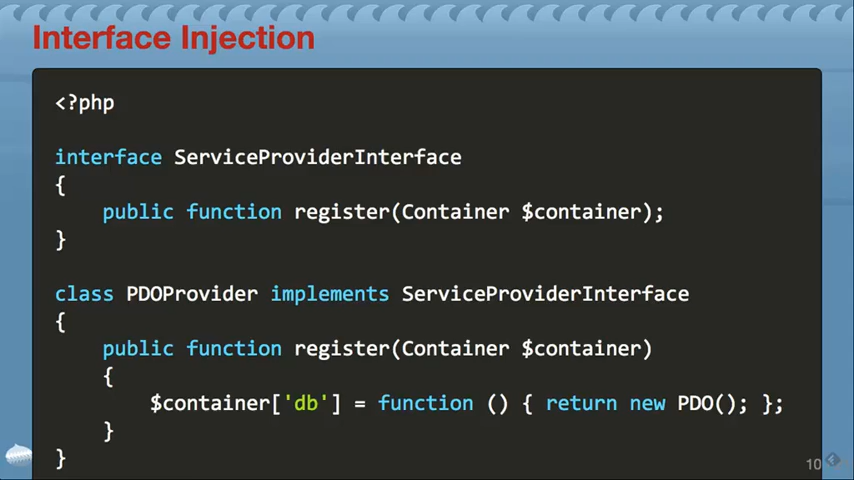 Interface Injection
<?php
interface ServiceProviderInterface
{
public function register(Container $container);
}
class PDOProvider implements ServiceProviderInterface
{
public function register(Container $container)
{
$container['db'] = function () { return new PDO(); };
}
}
10